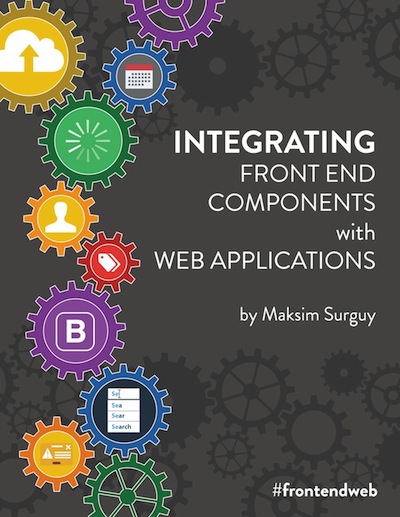 INTEGRATING
FRONT END
COMPONENTS
with
WEB APPLICATIONS
by Maksim Surguy
B
Se
Sea
Sear
Search
#frontendweb